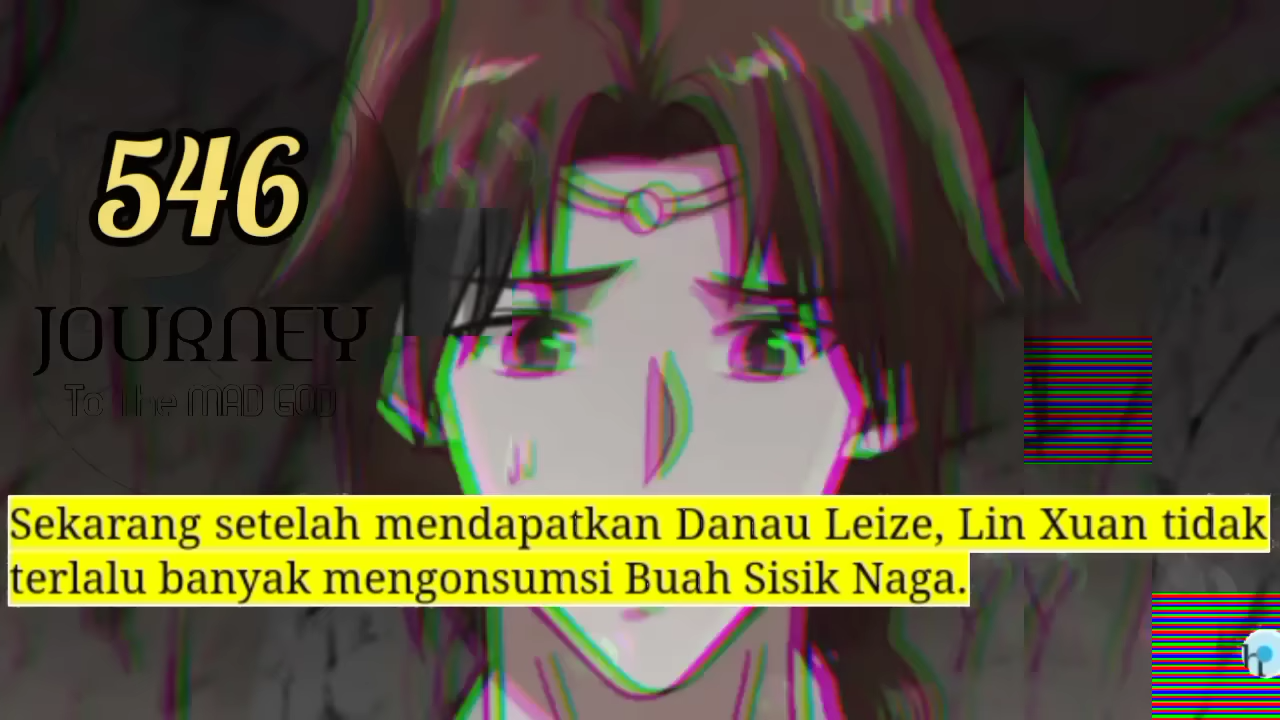 546
JOURNEY
To The MAD GOD
Sekarang setelah mendapatkan Danau Leize, Lin Xuan tidak
terlalu banyak mengonsumsi Buah Sisik Naga.